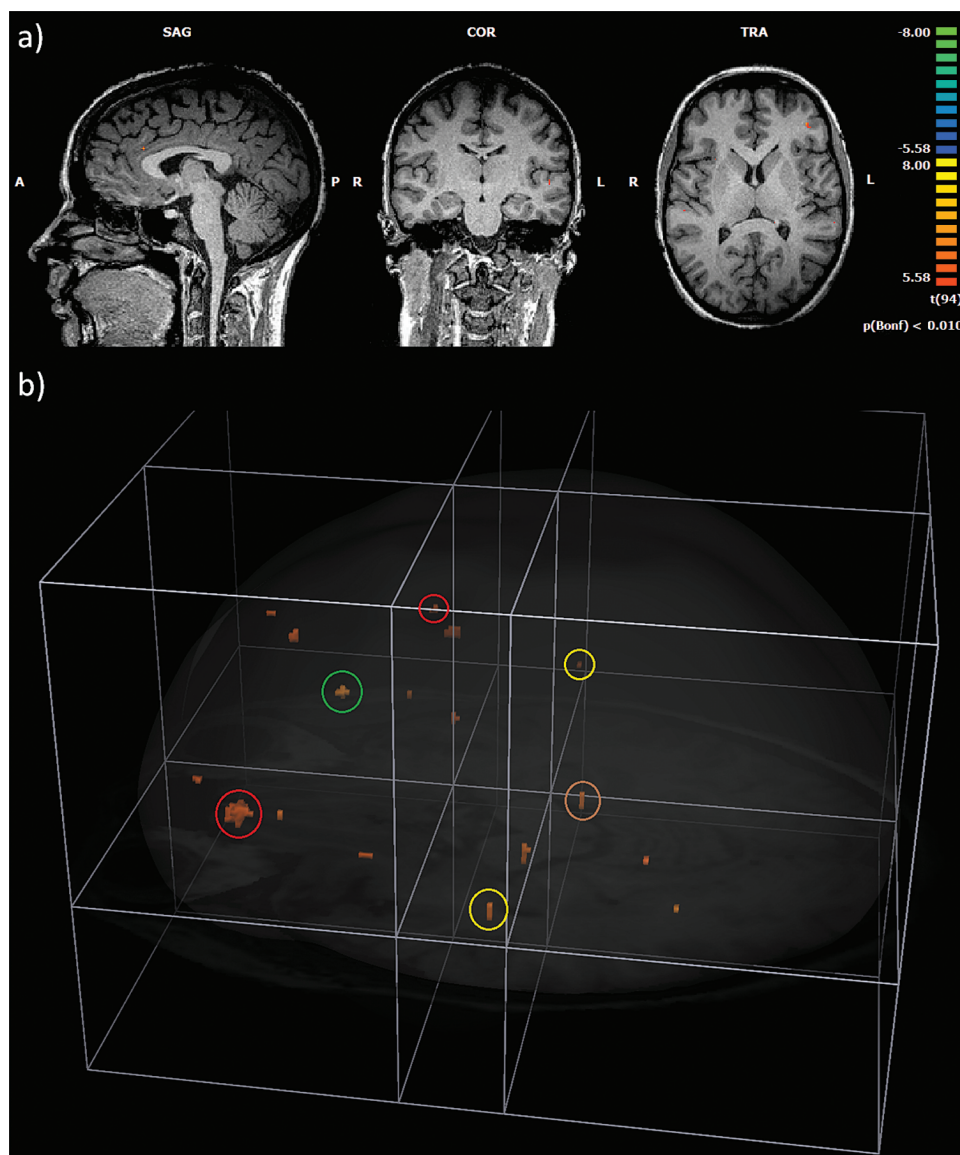 a)
SAG
COR
TRA
-8.00
-5.58
8.00
A
P
R
L
R
L
5.58
t(94)
p(Bonf) < 0.010
b)